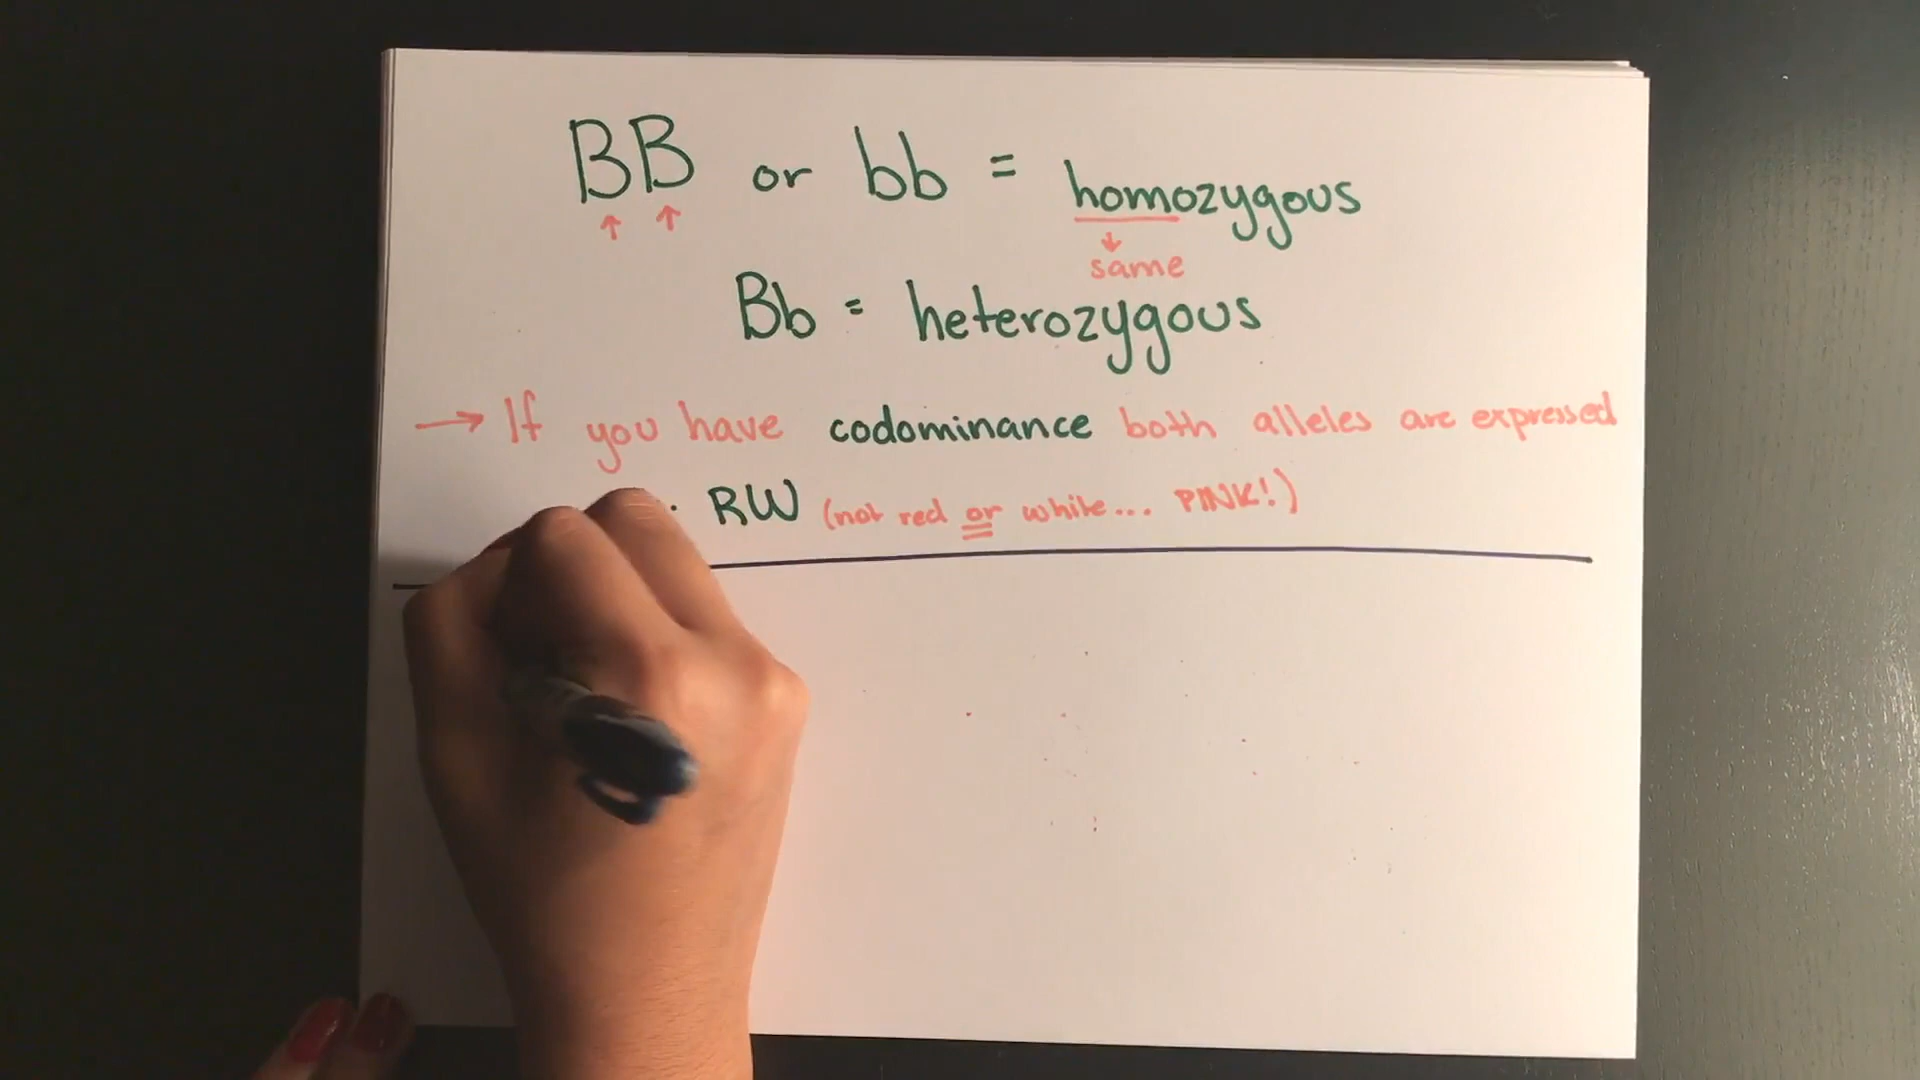 BB or bb = homozygous
↑ ↑ ↓
same
Bb = heterozygous
→ If you have codominance both alleles are expressed
RW (not red or white... PINK!)